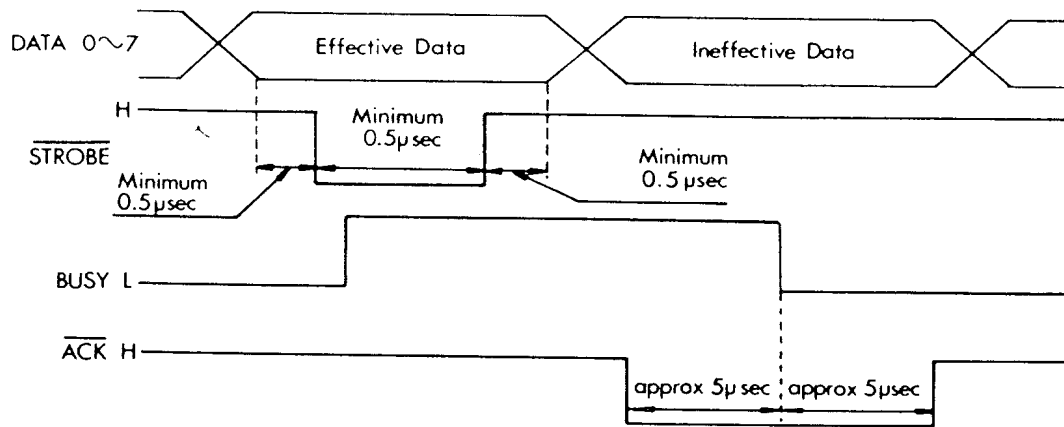 DATA 0~7
Effective Data
Ineffective Data
H
Minimum
0.5µsec
STROBE
Minimum
0.5µsec
Minimum
0.5µsec
BUSY L
ACK H
approx 5µsec
approx 5µsec